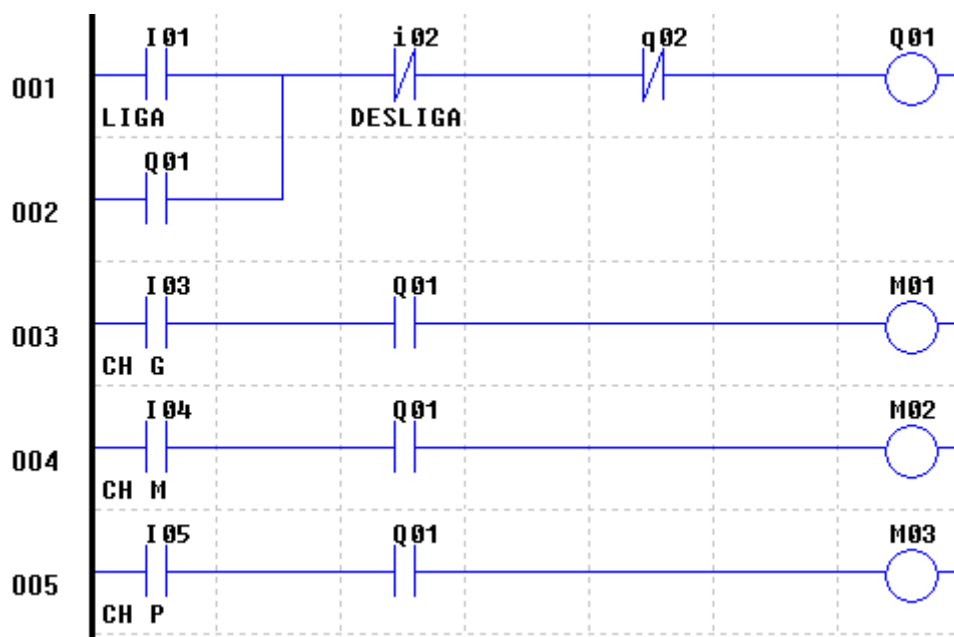 I01 i02 q02 Q01
001
LIGA DESLIGA
Q01
002
I03 Q01 M01
003
CH G
I04 Q01 M02
004
CH M
I05 Q01 M03
005
CH P